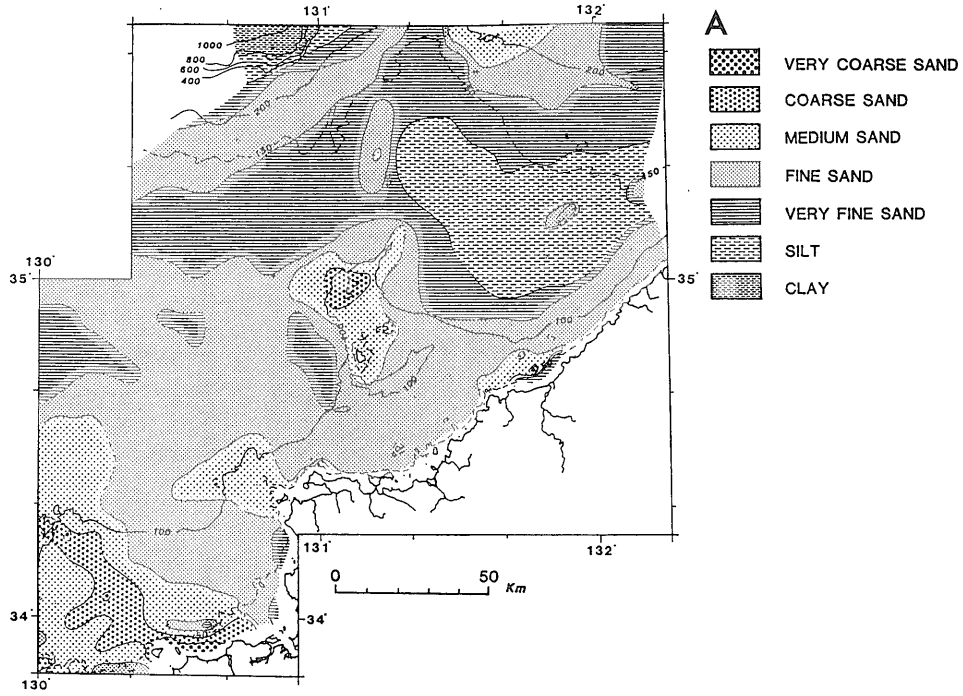 131°
132°
A
1000
800
600
400
200
200
VERY COARSE SAND
COARSE SAND
MEDIUM SAND
FINE SAND
VERY FINE SAND
SILT
CLAY
150
150
130°
35°
35°
100
100
100
131°
132°
0
50
Km
34°
34°
130°